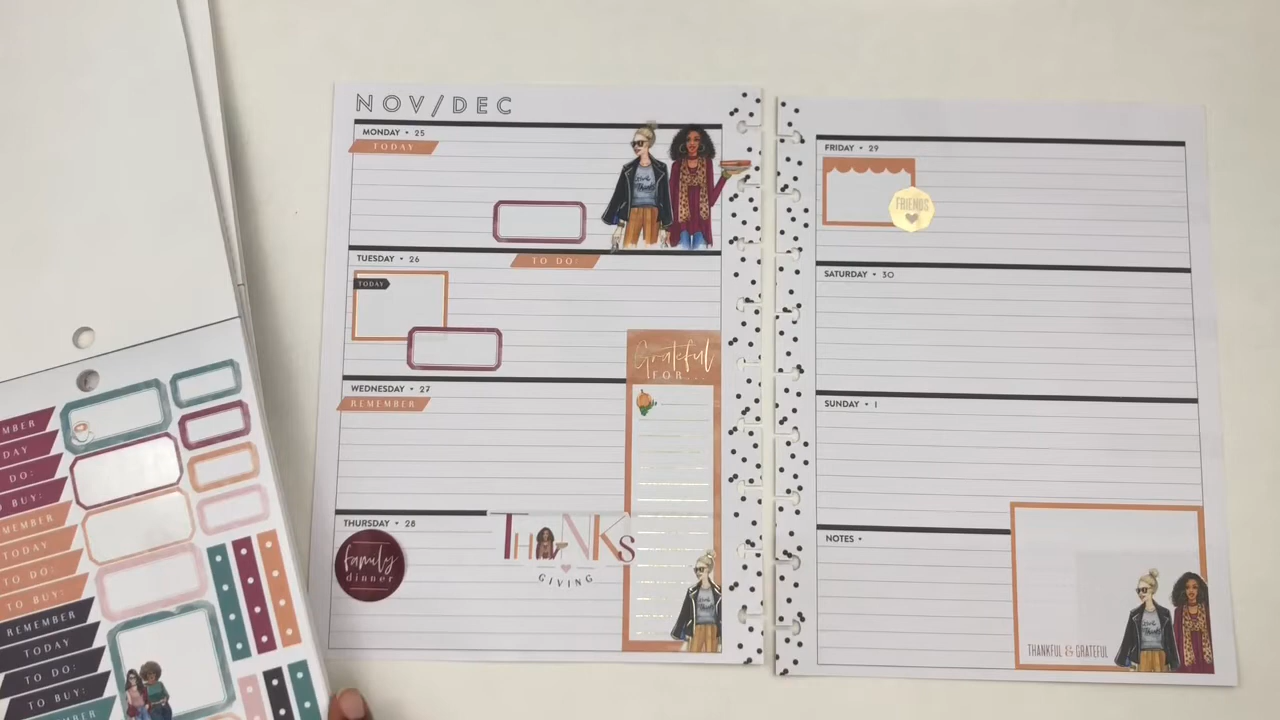 NOV/DEC
MONDAY • 25
TODAY
TUESDAY • 26
TO DO:
TODAY
Grateful
FOR...
WEDNESDAY • 27
REMEMBER
THURSDAY • 28
family
dinner
THANKS
GIVING
FRIDAY • 29
FRIENDS
SATURDAY • 30
SUNDAY • 1
NOTES •
THANKFUL & GRATEFUL
MBER
DAY
DO:
BUY:
REMEMBER
TODAY
TO DO:
TO BUY:
REMEMBER
TODAY
TO DO:
TO BUY: